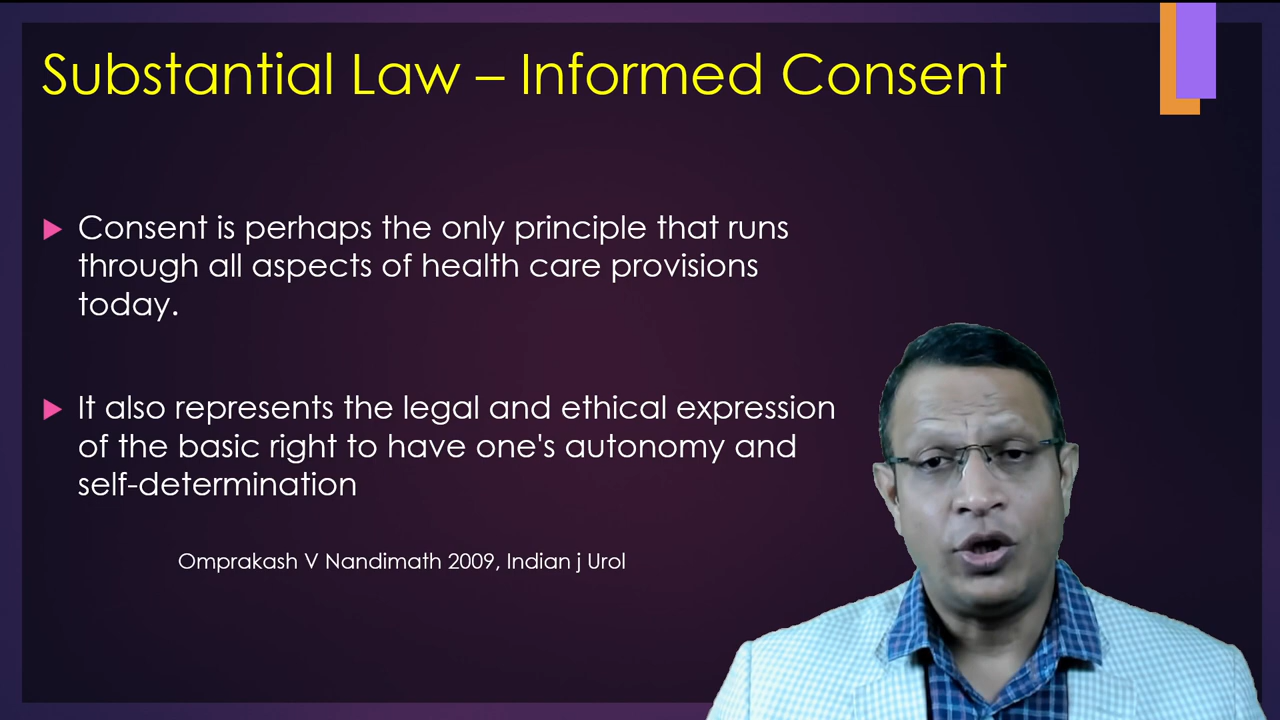 Substantial Law – Informed Consent
Consent is perhaps the only principle that runs
through all aspects of health care provisions
today.
It also represents the legal and ethical expression
of the basic right to have one's autonomy and
self-determination
Omprakash V Nandimath 2009, Indian j Urol